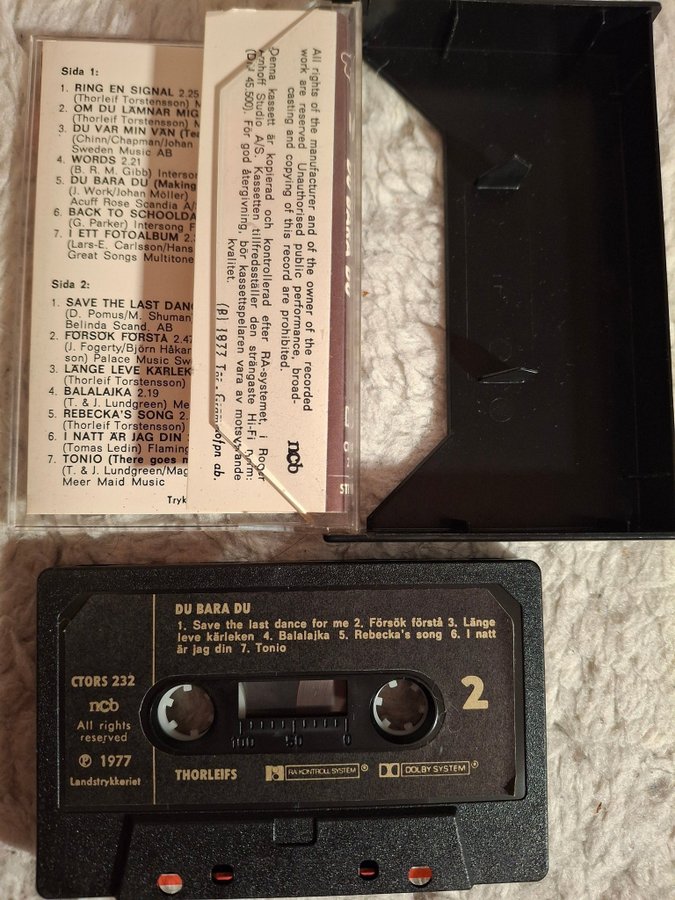 Sida 1:
1. RING EN SIGNAL 2.25
(Thorleif Torstensson)
2. OM DU LÄMNAR MIG
(Thorleif Torstensson)
3. DU VAR MIN VÄN
(Chinn/Chapman/Johan
Sweden Music AB
4. WORDS 2.21
(B. R. M. Gibb)
5. DU BARA DU (Making
(J. Work/Johan Möller)
Acuff Rose Scandia
6. BACK TO
(G. Parker) Intersong
7. I ETT FOTOALBUM
(Lars-E. Carlsson/Hans
Great Songs Multitone
Sida 2:
1. SAVE THE LAST
(D. Pomus/M. Shuman
Belinda Scand. AB
2. FÖRSÖK FÖRSTÅ
(J. Fogerty/Björn
son) Palace Music
3. LÄNGE LEVE
(Thorleif Torstensson)
4. BALALAJKA 2.19
(T. & J. Lundgreen)
5. REBECKA'S SONG
(Thorleif Torstensson)
6. I NATT ÄR JAG DIN
(Tomas Ledin)
7. TONIO (There goes
(T. & J. Lundgreen/
Meer Maid Music
All rights of the manufacturer and of the owner of the recorded
work are reserved Unauthorised public performance, broad-
casting and copying of this record are prohibited.
ncb
Denna kassett är kopierad och kontrollerad efter RA-systemet, i Roger
Arnhoff Studio A/S. Kassetten tillfredsställer den strängaste Hi-Fi norm:
45.500). För god återgivning, bör kassettspelaren vara av motsvarande
kvalitet.
(P) 1977
DU BARA DU
1. Save the last dance for me 2. Försök förstå 3. Länge
leve kärleken 4. Balalajka 5. Rebecka's song 6. I natt
är jag din 7. Tonio
CTORS 232
ncb
All rights
reserved
℗ 1977
Landstrykkeriet
2
100 50 0
THORLEIFS
RA KONTROLL SYSTEM ®
DOLBY SYSTEM ®